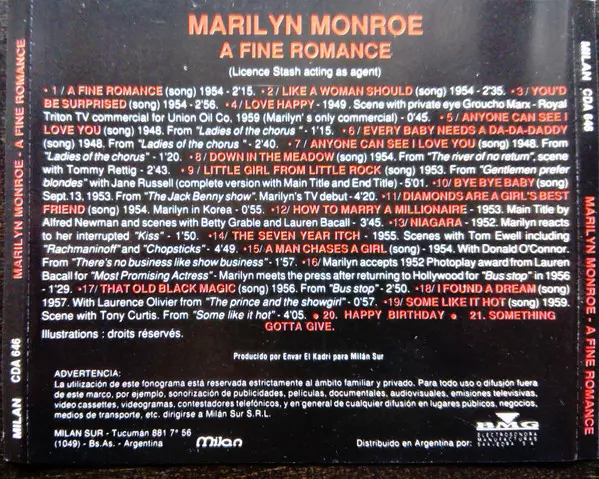 MARILYN MONROE
A FINE ROMANCE
(Licence Stash acting as agent)
• 1 / A FINE ROMANCE (song) 1954 - 2'15. • 2 / LIKE A WOMAN SHOULD (song) 1954 - 2'35. • 3 / YOU'D
BE SURPRISED (song) 1954 - 2'56. • 4 / LOVE HAPPY - 1949. Scene with private eye Groucho Marx - Royal
Triton TV commercial for Union Oil Co. 1959 (Marilyn's only commercial) - 0'45. • 5 / ANYONE CAN SEE I
LOVE YOU (song) 1948. From "Ladies of the chorus" - 1'15. • 6 / EVERY BABY NEEDS A DA-DA-DADDY
(song) 1948. From "Ladies of the chorus" - 2'40. • 7 / ANYONE CAN SEE I LOVE YOU (song) 1948. From
"Ladies of the chorus" - 1'20. • 8 / DOWN IN THE MEADOW (song) 1954. From "The river of no return", scene
with Tommy Rettig - 2'43. • 9 / LITTLE GIRL FROM LITTLE ROCK (song) 1953. From "Gentlemen prefer
blondes" with Jane Russell (complete version with Main Title and End Title) - 5'01. • 10 / BYE BYE BABY (song)
Sept.13, 1953. From "The Jack Benny show". Marilyn's TV debut - 4'20. • 11 / DIAMONDS ARE A GIRL'S BEST
FRIEND (song) 1954. Marilyn in Korea - 0'55. • 12 / HOW TO MARRY A MILLIONAIRE - 1953. Main Title by
Alfred Newman and scenes with Betty Grable and Lauren Bacall - 3'45. • 13 / NIAGARA - 1952. Marilyn reacts
to her interrupted "Kiss" - 1'50. • 14 / THE SEVEN YEAR ITCH - 1955. Scenes with Tom Ewell including
"Rachmaninoff" and "Chopsticks" - 4'49. • 15 / A MAN CHASES A GIRL (song) - 1954. With Donald O'Connor.
From "There's no business like show business" - 1'57. • 16 / Marilyn accepts 1952 Photoplay award from Lauren
Bacall for "Most Promising Actress" - Marilyn meets the press after returning to Hollywood for "Bus stop" in 1956
- 1'29. • 17 / THAT OLD BLACK MAGIC (song) 1956. From "Bus stop" - 2'50. • 18 / I FOUND A DREAM (song)
1957. With Laurence Olivier from "The prince and the showgirl" - 0'57. • 19 / SOME LIKE IT HOT (song) 1959.
Scene with Tony Curtis. From "Some like it hot" - 4'05. • 20. HAPPY BIRTHDAY • 21. SOMETHING
GOTTA GIVE.
Illustrations : droits réservés.
Producido por Envar El Kadri para Milán Sur
ADVERTENCIA:
La utilización de este fonograma está reservada estrictamente al ámbito familiar y privado. Para todo uso o difusión fuera
de este marco, por ejemplo, sonorización de publicidades, películas, documentales, audiovisuales, emisiones televisivas,
video cassettes, videogramas, contestadores telefónicos, y en general de cualquier difusión en lugares públicos, negocios,
medios de transporte, etc. dirigirse a Milán Sur S.R.L.
MILAN SUR - Tucumán 881 7° 56
(1049) - Bs.As. - Argentina
milan
Distribuido en Argentina por:
BMG
ELECTROSONORA
MANUFACTURAS
MARILYN MONROE - A FINE ROMANCE
MILAN CDA 646
MILAN CDA 646
MARILYN MONROE - A FINE ROMANCE